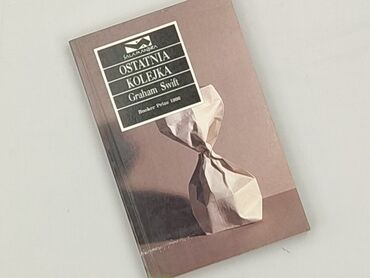 SALAMANDRA
OSTATNIA
KOLEJKA
Graham Swift
Booker Prize 1996